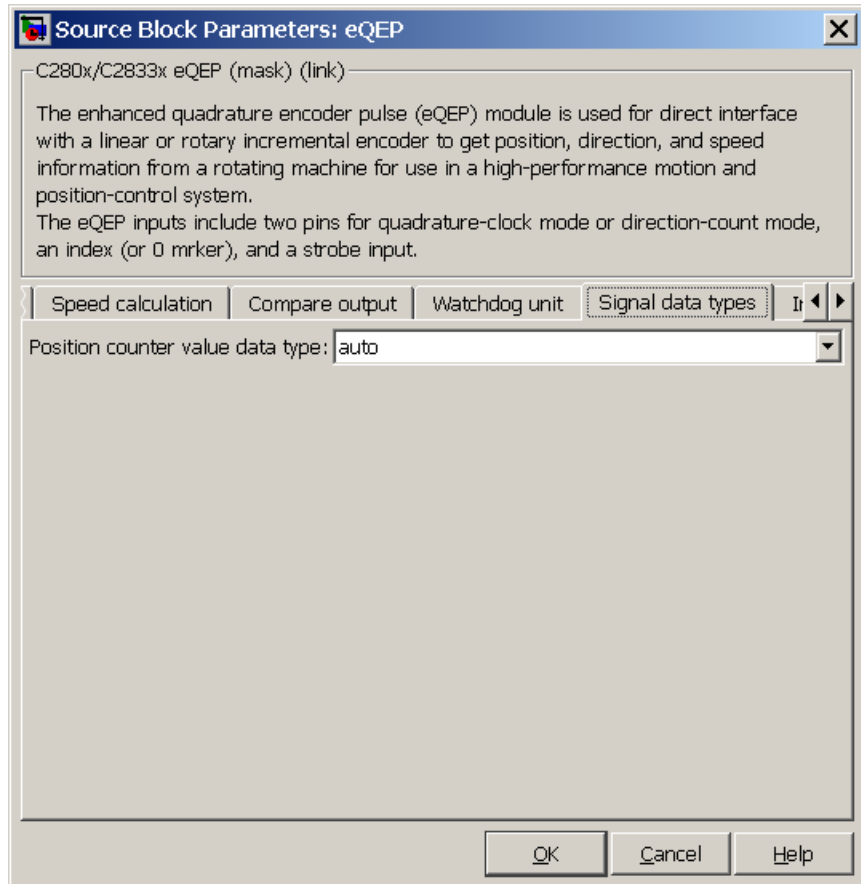 Source Block Parameters: eQEP
C280x/C2833x eQEP (mask) (link)
The enhanced quadrature encoder pulse (eQEP) module is used for direct interface
with a linear or rotary incremental encoder to get position, direction, and speed
information from a rotating machine for use in a high-performance motion and
position-control system.
The eQEP inputs include two pins for quadrature-clock mode or direction-count mode,
an index (or 0 mrker), and a strobe input.
Speed calculation Compare output Watchdog unit Signal data types
Position counter value data type: auto
OK Cancel Help